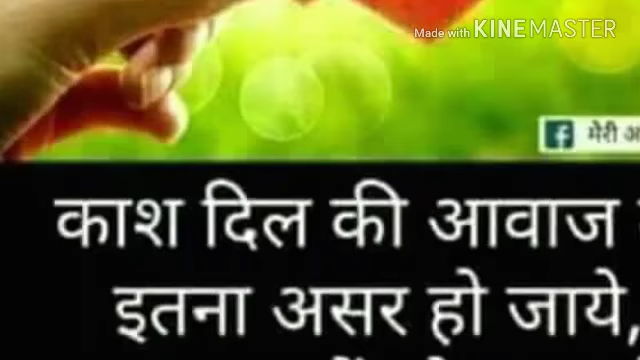 Made with KINEMASTER
मेरी
काश दिल की आवाज
इतना असर हो जाये,